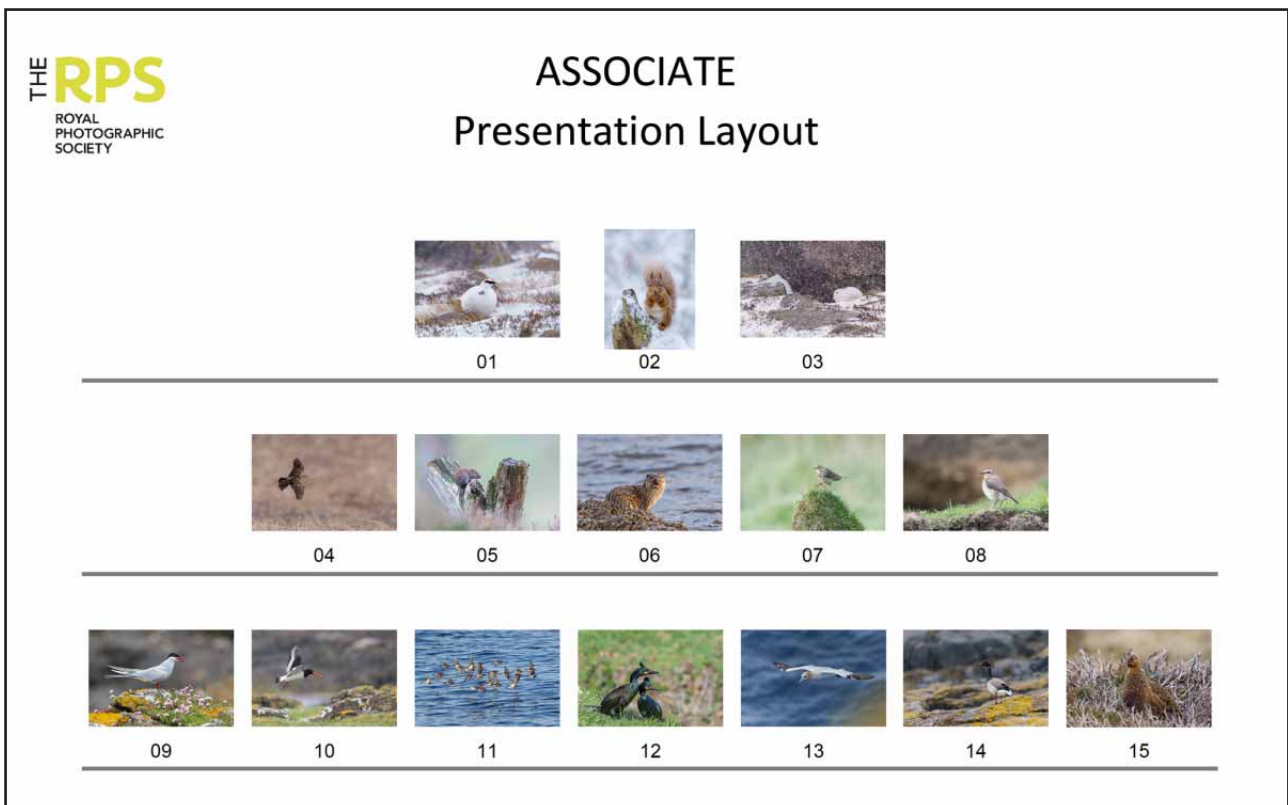 THE RPS
ROYAL
PHOTOGRAPHIC
SOCIETY
ASSOCIATE
Presentation Layout
01 02 03
04 05 06 07 08
09 10 11 12 13 14 15